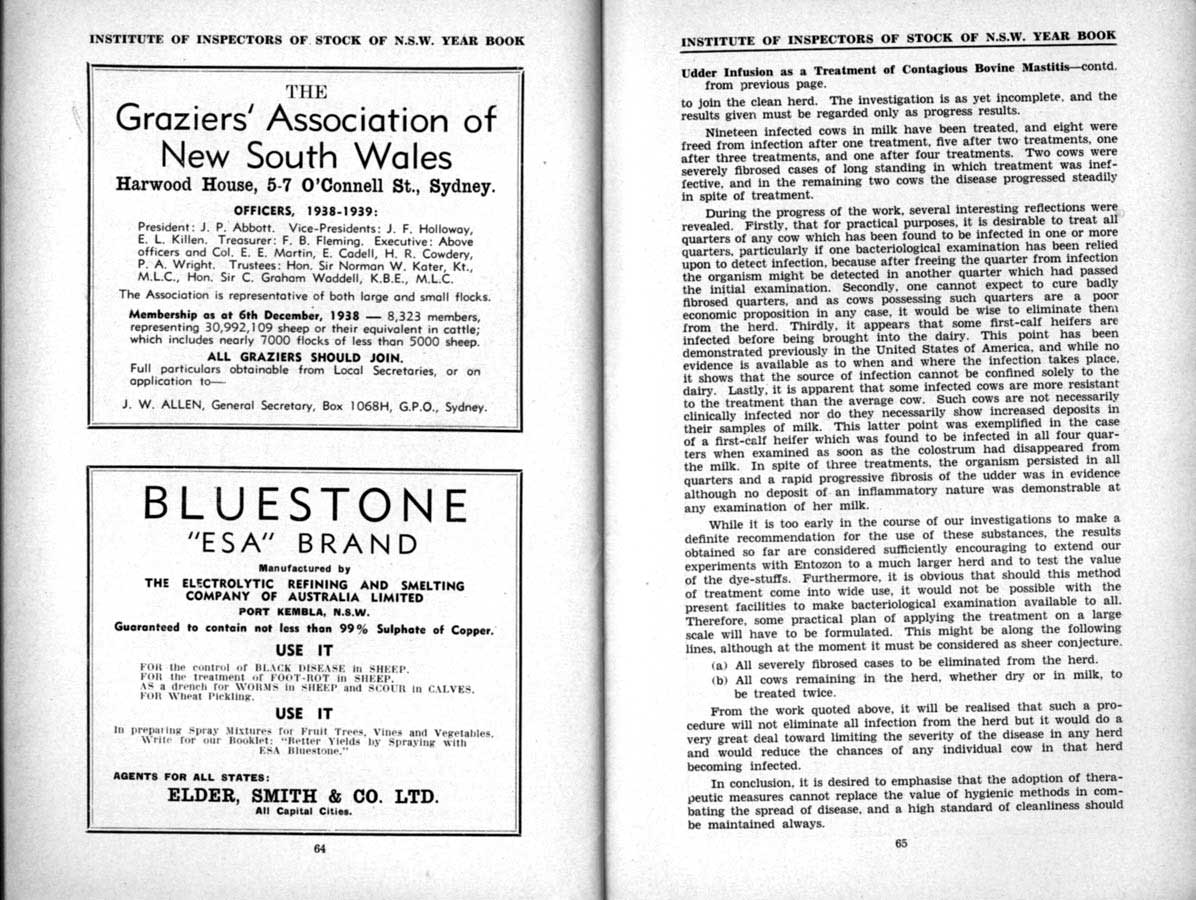 INSTITUTE OF INSPECTORS OF STOCK OF N.S.W. YEAR BOOK
THE
Graziers' Association of
New South Wales
Harwood House, 5-7 O'Connell St., Sydney.
OFFICERS, 1938-1939:
President: J. P. Abbott. Vice-Presidents: J. F. Holloway,
E. L. Killen. Treasurer: F. B. Fleming. Executive: Above
officers and Col. E. E. Martin, E. Cadell, H. R. Cowdery,
P. A. Wright. Trustees: Hon. Sir Norman W. Kater, Kt.,
M.L.C., Hon. Sir C. Graham Waddell, K.B.E., M.L.C.
The Association is representative of both large and small flocks.
Membership as at 6th December, 1938 — 8,323 members,
representing 30,992,109 sheep or their equivalent in cattle;
which includes nearly 7000 flocks of less than 5000 sheep.
ALL GRAZIERS SHOULD JOIN.
Full particulars obtainable from Local Secretaries, or on
application to—
J. W. ALLEN, General Secretary, Box 1068H, G.P.O., Sydney.
BLUESTONE
"ESA" BRAND
Manufactured by
THE ELECTROLYTIC REFINING AND SMELTING
COMPANY OF AUSTRALIA LIMITED
PORT KEMBLA, N.S.W.
Guaranteed to contain not less than 99% Sulphate of Copper.
USE IT
FOR the control of BLACK DISEASE in SHEEP.
FOR the treatment of FOOT-ROT in SHEEP.
AS a drench for WORMS in SHEEP and SCOUR in CALVES.
FOR Wheat Pickling.
USE IT
In preparing Spray Mixtures for Fruit Trees, Vines and Vegetables.
Write for our Booklet: "Better Yields by Spraying with
ESA Bluestone."
AGENTS FOR ALL STATES:
ELDER, SMITH & CO. LTD.
All Capital Cities.
64
INSTITUTE OF INSPECTORS OF STOCK OF N.S.W. YEAR BOOK
Udder Infusion as a Treatment of Contagious Bovine Mastitis—contd.
from previous page.
to join the clean herd. The investigation is as yet incomplete, and the
results given must be regarded only as progress results.
Nineteen infected cows in milk have been treated, and eight were
freed from infection after one treatment, five after two treatments, one
after three treatments, and one after four treatments. Two cows were
severely fibrosed cases of long standing in which treatment was inef-
fective, and in the remaining two cows the disease progressed steadily
in spite of treatment.
During the progress of the work, several interesting reflections were
revealed. Firstly, that for practical purposes, it is desirable to treat all
quarters of any cow which has been found to be infected in one or more
quarters, particularly if one bacteriological examination has been relied
upon to detect infection, because after freeing the quarter from infection
the organism might be detected in another quarter which had passed
the initial examination. Secondly, one cannot expect to cure badly
fibrosed quarters, and as cows possessing such quarters are a poor
economic proposition in any case, it would be wise to eliminate them
from the herd. Thirdly, it appears that some first-calf heifers are
infected before being brought into the dairy. This point has been
demonstrated previously in the United States of America, and while no
evidence is available as to when and where the infection takes place,
it shows that the source of infection cannot be confined solely to the
dairy. Lastly, it is apparent that some infected cows are more resistant
to the treatment than the average cow. Such cows are not necessarily
clinically infected nor do they necessarily show increased deposits in
their samples of milk. This latter point was exemplified in the case
of a first-calf heifer which was found to be infected in all four quar-
ters when examined as soon as the colostrum had disappeared from
the milk. In spite of three treatments, the organism persisted in all
quarters and a rapid progressive fibrosis of the udder was in evidence
although no deposit of an inflammatory nature was demonstrable at
any examination of her milk.
While it is too early in the course of our investigations to make a
definite recommendation for the use of these substances, the results
obtained so far are considered sufficiently encouraging to extend our
experiments with Entozon to a much larger herd and to test the value
of the dye-stuffs. Furthermore, it is obvious that should this method
of treatment come into wide use, it would not be possible with the
present facilities to make bacteriological examination available to all.
Therefore, some practical plan of applying the treatment on a large
scale will have to be formulated. This might be along the following
lines, although at the moment it must be considered as sheer conjecture.
(a) All severely fibrosed cases to be eliminated from the herd.
(b) All cows remaining in the herd, whether dry or in milk, to
be treated twice.
From the work quoted above, it will be realised that such a pro-
cedure will not eliminate all infection from the herd but it would do a
very great deal toward limiting the severity of the disease in any herd
and would reduce the chances of any individual cow in that herd
becoming infected.
In conclusion, it is desired to emphasise that the adoption of thera-
peutic measures cannot replace the value of hygienic methods in com-
bating the spread of disease, and a high standard of cleanliness should
be maintained always.
65